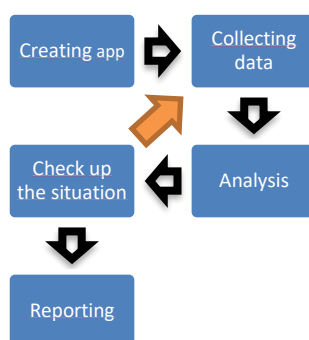 Creating app
Collecting
data
Check up
the situation
Analysis
Reporting